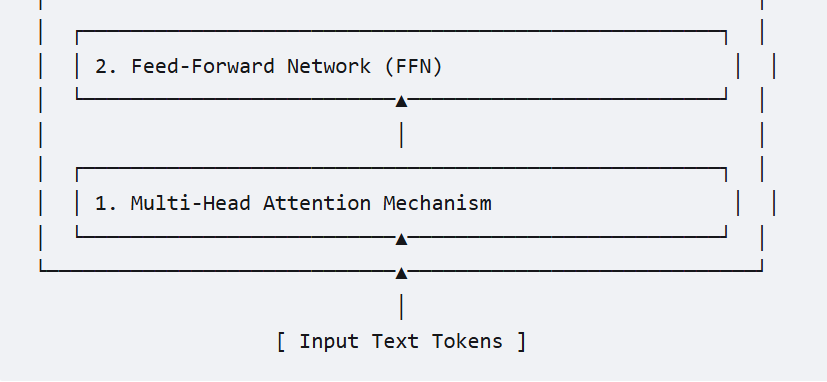 2. Feed-Forward Network (FFN)
1. Multi-Head Attention Mechanism
[ Input Text Tokens ]